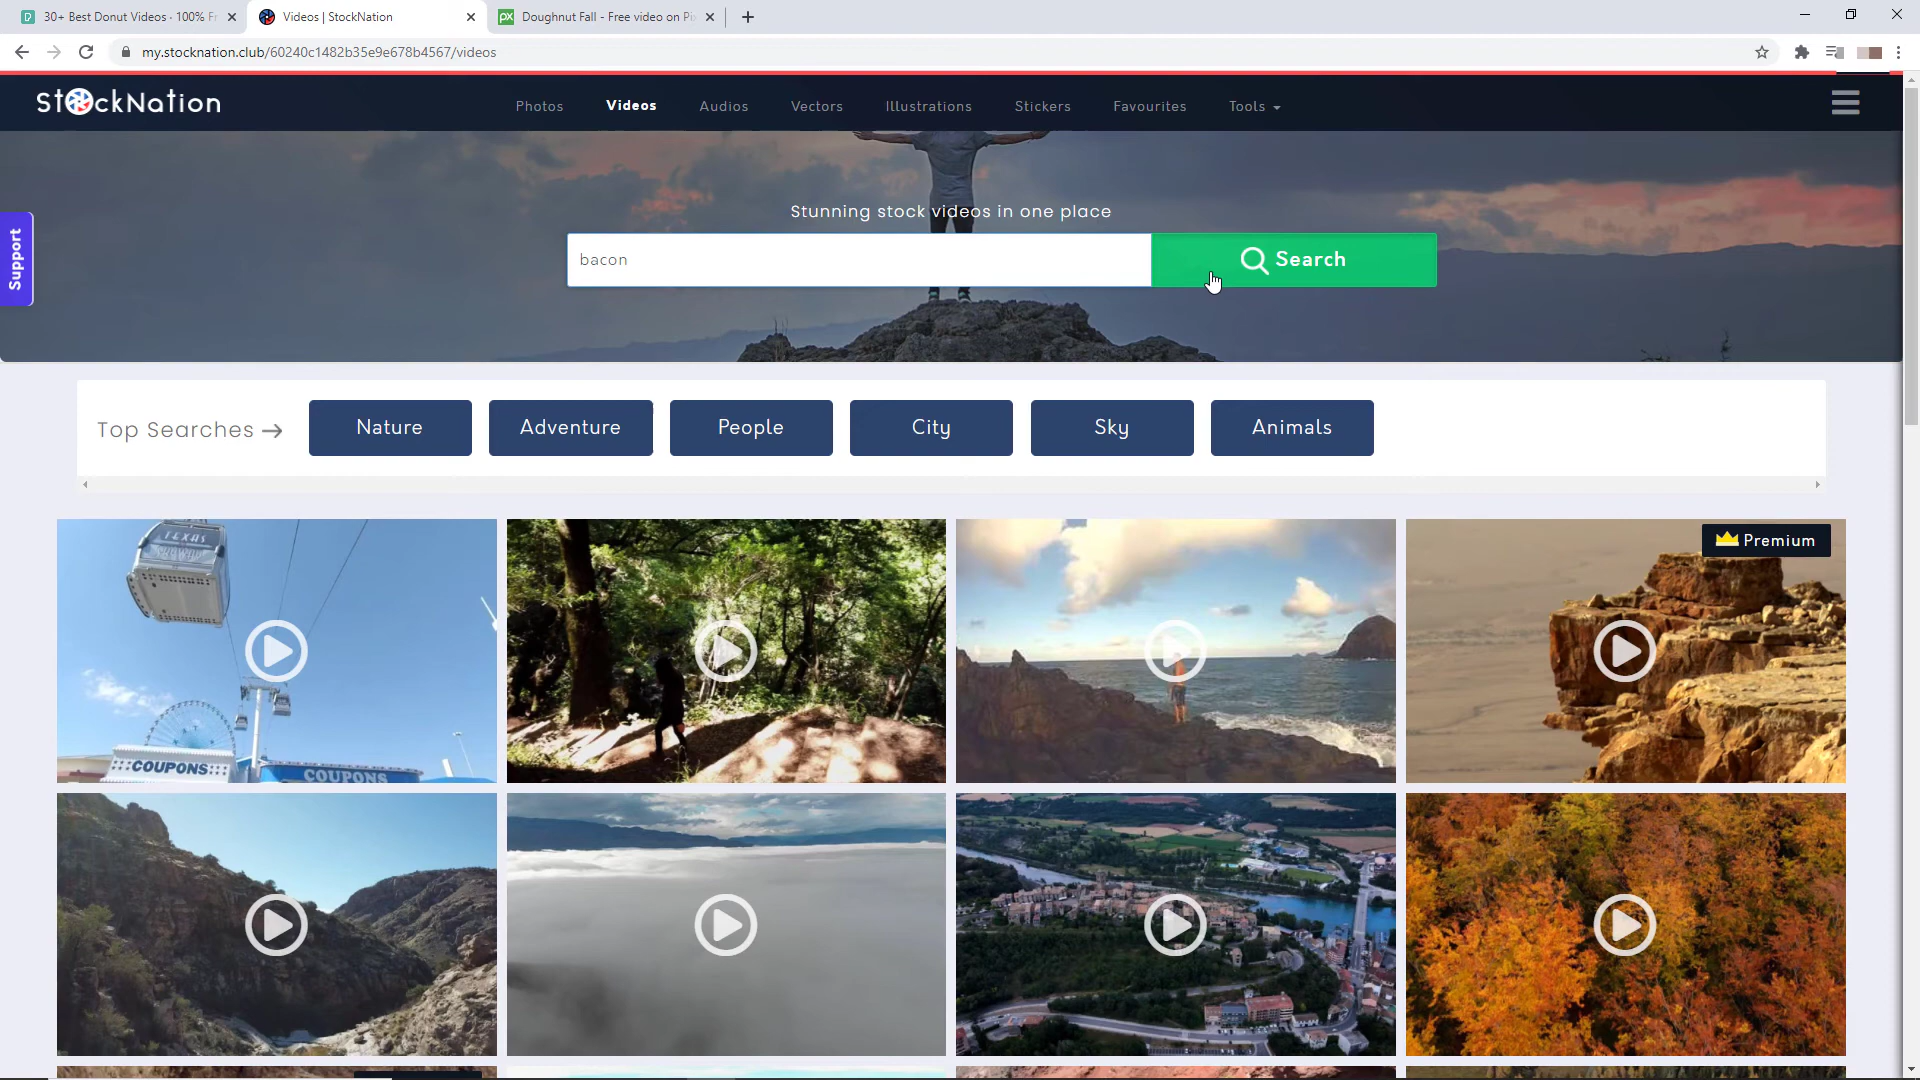 30+ Best Donut Videos · 100% Fr
Videos | StockNation
Doughnut Fall - Free video on Pi
my.stocknation.club/60240c1482b35e9e678b4567/videos
StockNation
Photos
Videos
Audios
Vectors
Illustrations
Stickers
Favourites
Tools
Support
Stunning stock videos in one place
bacon
Search
Top Searches →
Nature
Adventure
People
City
Sky
Animals
TEXAS
COUPONS
COUPONS
Premium